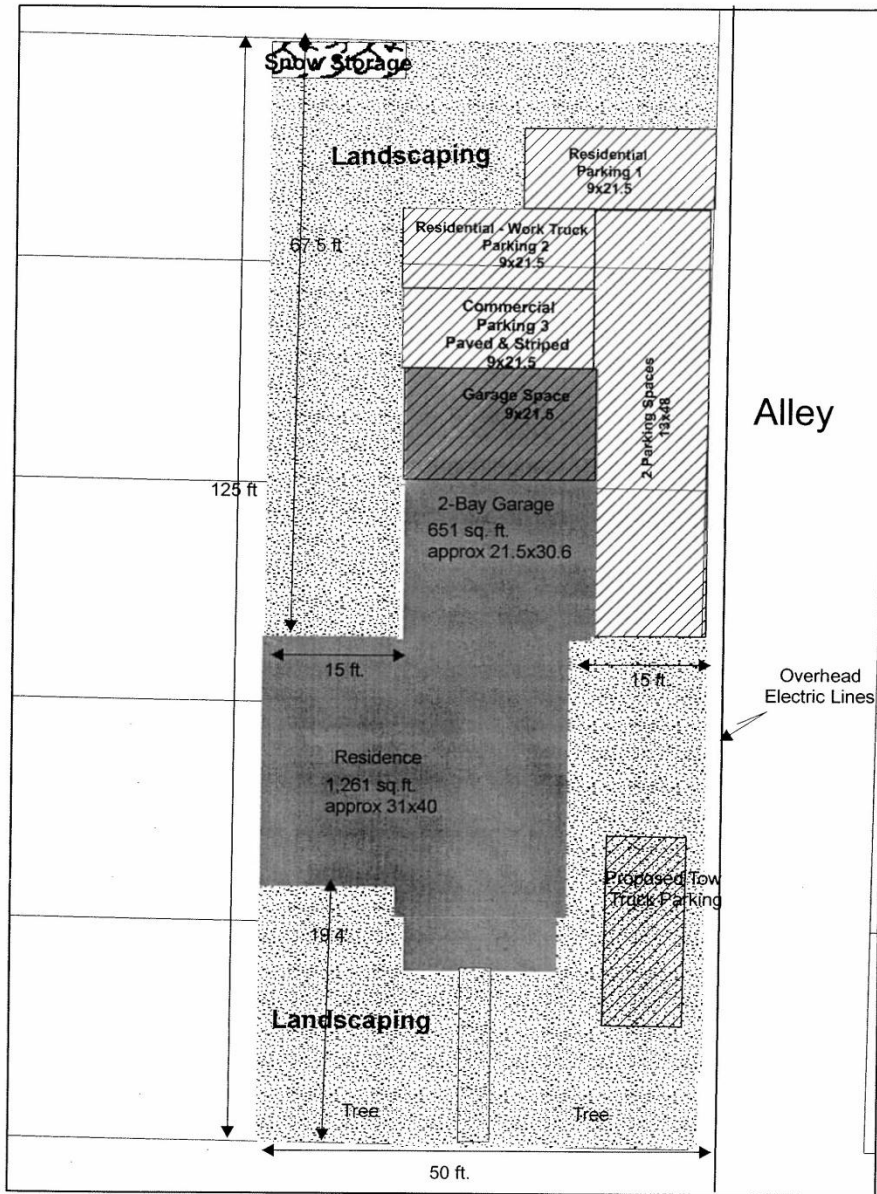 Snow Storage
Landscaping
Residential
Parking 1
9x21.5
Residential - Work Truck
Parking 2
9x21.5
67.5 ft
Commercial
Parking 3
Paved & Striped
9x21.5
Garage Space
9x21.5
2 Parking Spaces
13x48
Alley
125 ft
2-Bay Garage
651 sq. ft.
approx 21.5x30.6
15 ft.
15 ft.
Overhead
Electric Lines
Residence
1,261 sq.ft.
approx 31x40
Proposed Tow
Truck Parking
19.4'
Landscaping
Tree
Tree
50 ft.